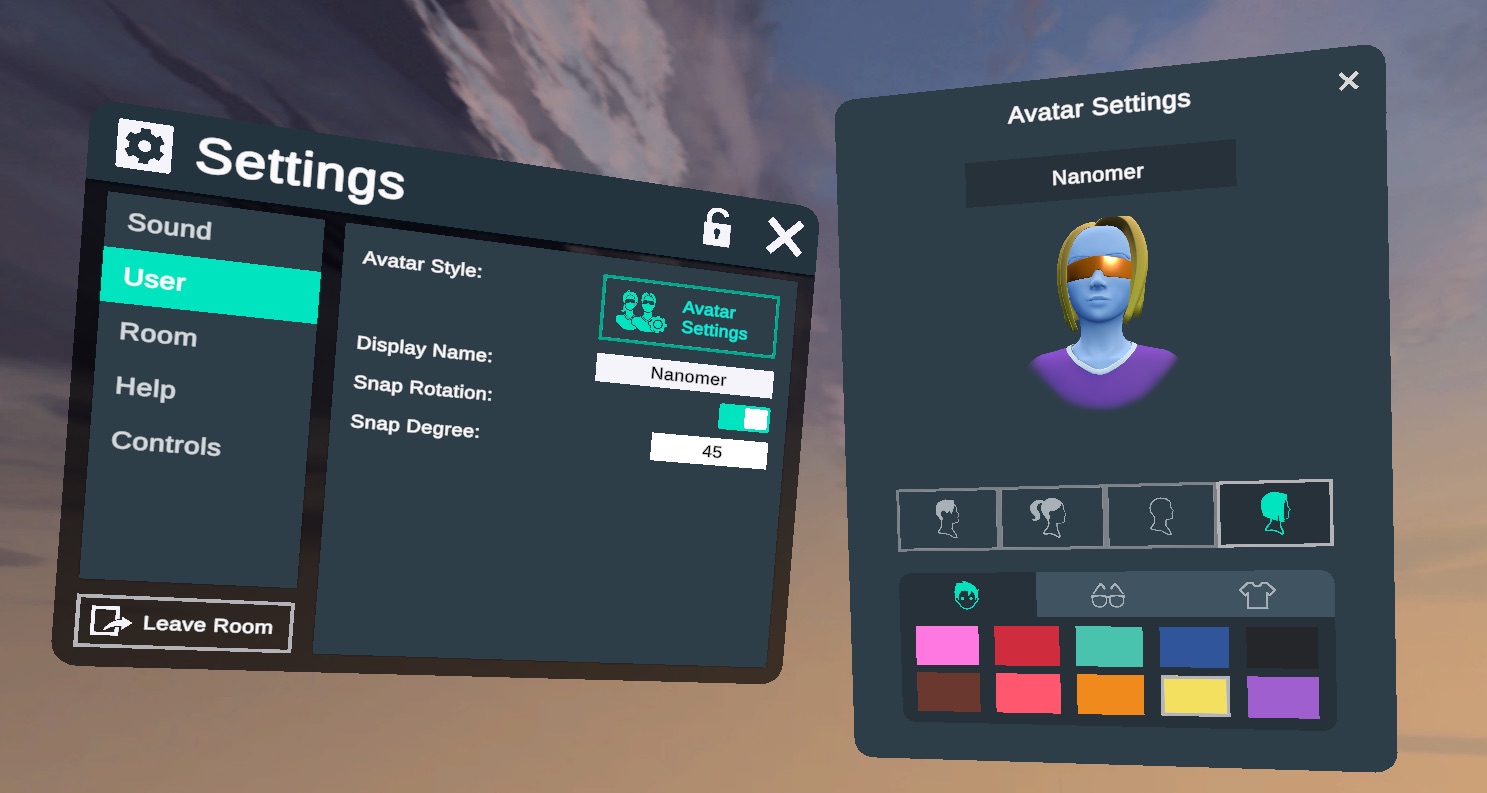 Settings
Sound
User
Room
Help
Controls
Leave Room
Avatar Style:
Avatar
Settings
Display Name:
Nanomer
Snap Rotation:
Snap Degree:
45
Avatar Settings
Nanomer